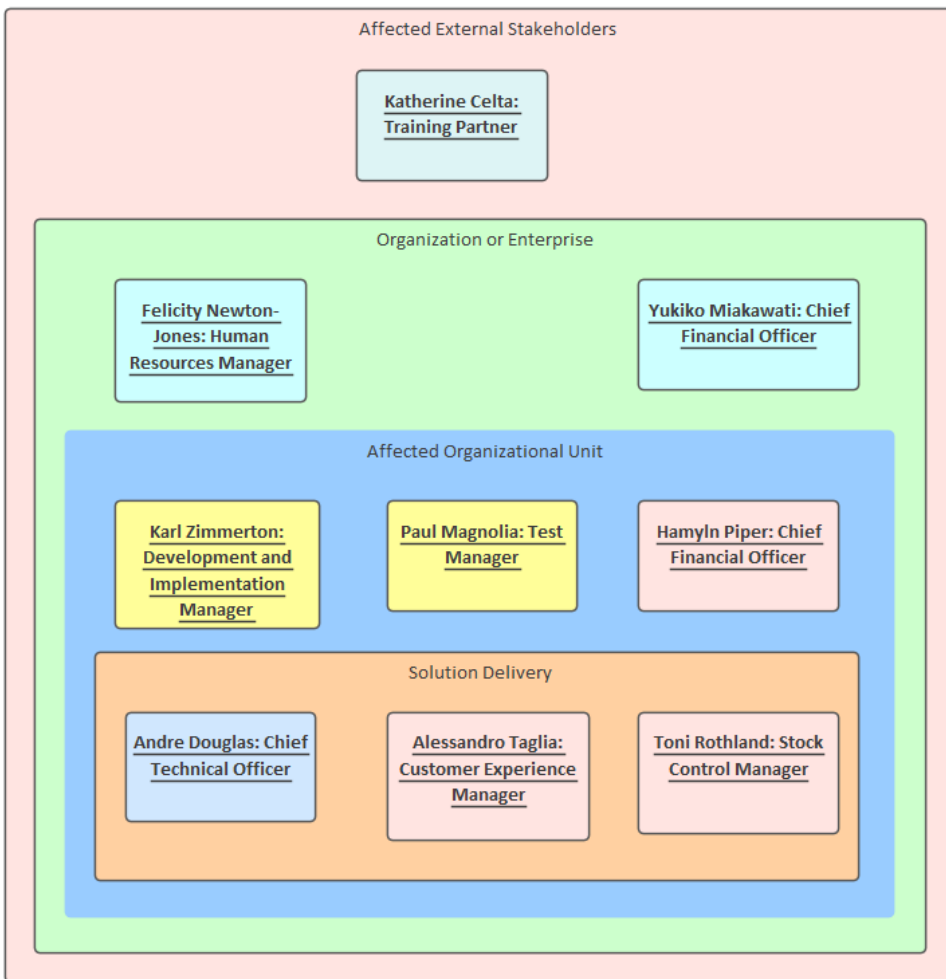 Affected External Stakeholders
Katherine Celta:
Training Partner
Organization or Enterprise
Felicity Newton-
Jones: Human
Resources Manager
Yukiko Miakawati: Chief
Financial Officer
Affected Organizational Unit
Karl Zimmerton:
Development and
Implementation
Manager
Paul Magnolia: Test
Manager
Hamyln Piper: Chief
Financial Officer
Solution Delivery
Andre Douglas: Chief
Technical Officer
Alessandro Taglia:
Customer Experience
Manager
Toni Rothland: Stock
Control Manager